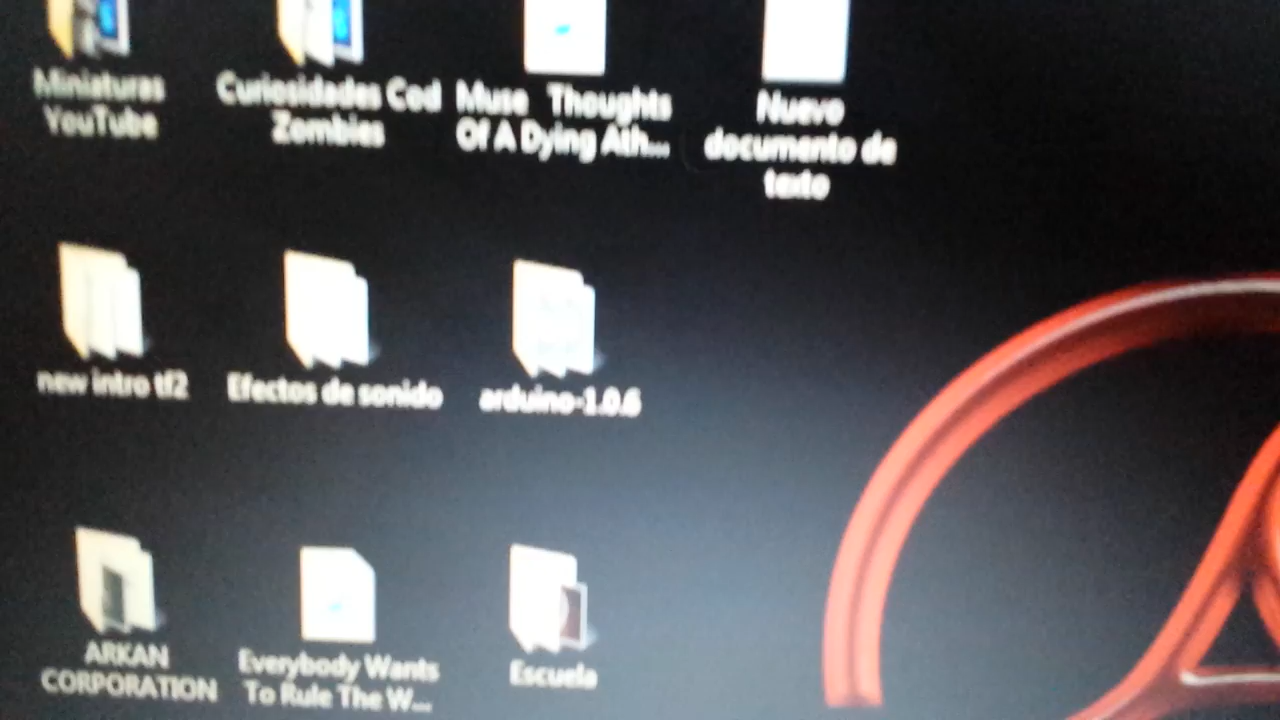 Miniaturas
YouTube
Curiosidades Cod
Zombies
Muse Thoughts
Of A Dying Ath...
Nuevo
documento de
texto
new intro tf2
Efectos de sonido
arduino-1.0.6
ARKAN
CORPORATION
Everybody Wants
To Rule The W...
Escuela